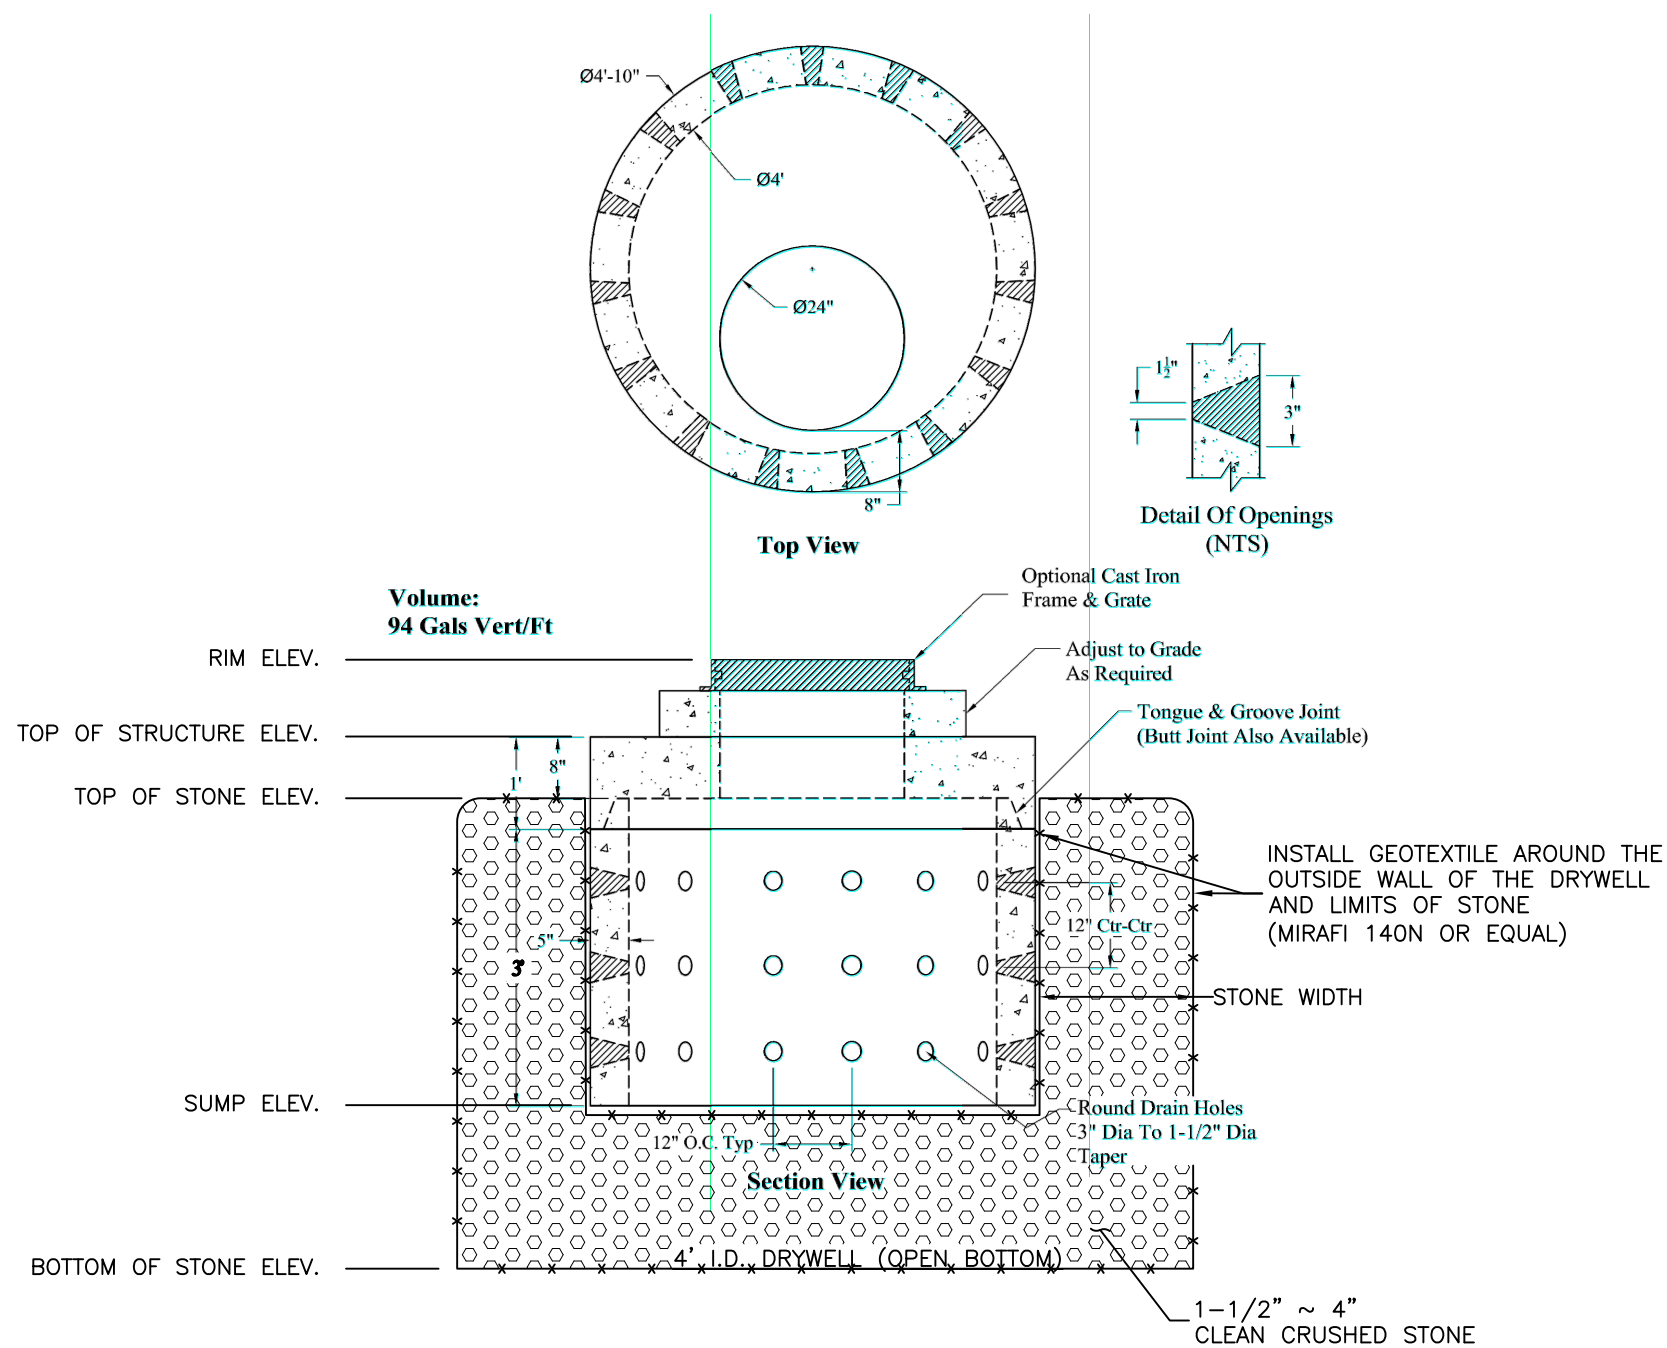 Ø4'-10"
Ø4'
Ø24"
8"
Top View
1½"
3"
Detail Of Openings
(NTS)
Volume:
94 Gals Vert/Ft
Optional Cast Iron
Frame & Grate
RIM ELEV.
Adjust to Grade
As Required
Tongue & Groove Joint
(Butt Joint Also Available)
TOP OF STRUCTURE ELEV.
8"
1'
TOP OF STONE ELEV.
INSTALL GEOTEXTILE AROUND THE
OUTSIDE WALL OF THE DRYWELL
AND LIMITS OF STONE
(MIRAFI 140N OR EQUAL)
12" Ctr-Ctr
5"
3'
STONE WIDTH
SUMP ELEV.
Round Drain Holes
3" Dia To 1-1/2" Dia
Taper
12" O.C. Typ
Section View
4' I.D. DRYWELL (OPEN BOTTOM)
BOTTOM OF STONE ELEV.
1-1/2" ~ 4"
CLEAN CRUSHED STONE